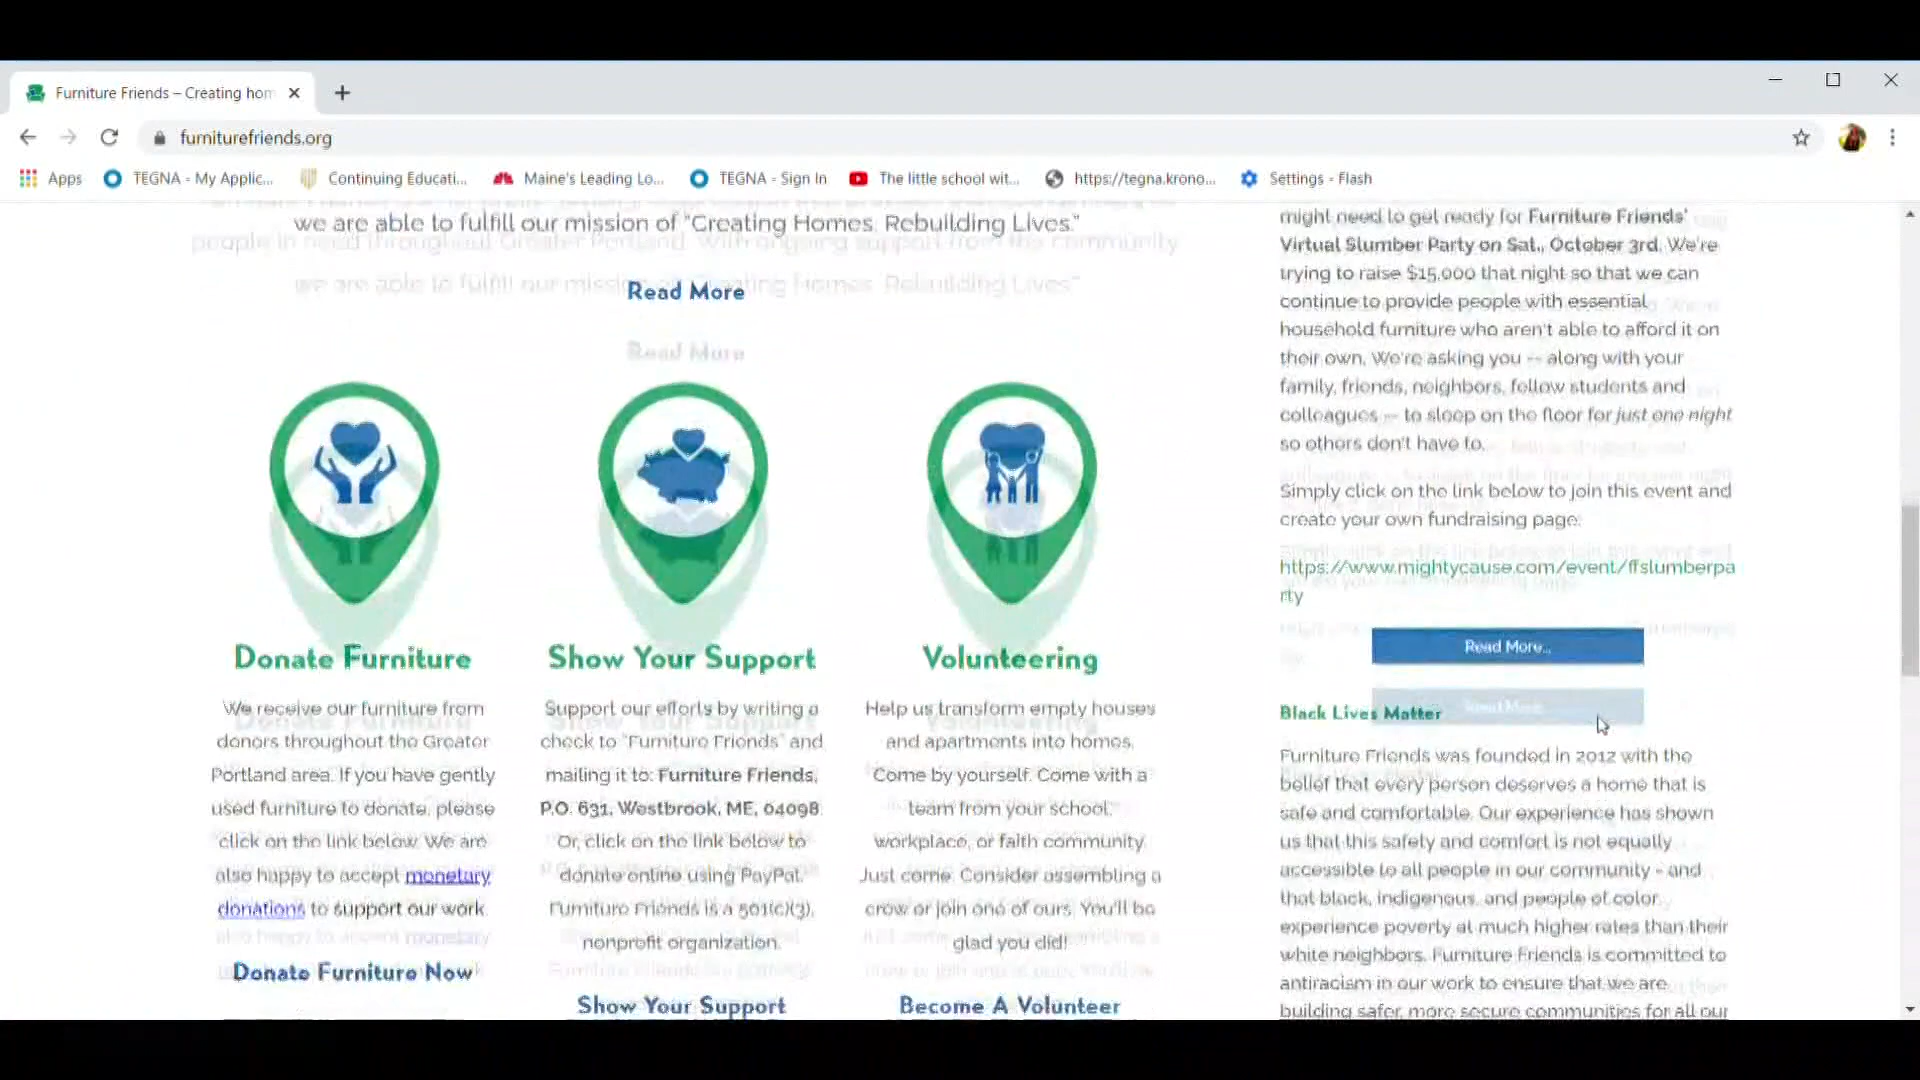 Furniture Friends – Creating hom
furniturefriends.org
Apps
TEGNA - My Applic...
Continuing Educati...
Maine's Leading Lo...
TEGNA - Sign In
The little school wit...
https://tegna.krono...
Settings - Flash
we are able to fulfill our mission of "Creating Homes. Rebuilding Lives."
Read More
Donate Furniture
We receive our furniture from
donors throughout the Greater
Portland area. If you have gently
used furniture to donate, please
click on the link below. We are
also happy to accept monetary
donations to support our work.
Donate Furniture Now
Show Your Support
Support our efforts by writing a
check to "Furniture Friends" and
mailing it to: Furniture Friends,
P.O. 631, Westbrook, ME, 04098.
Or, click on the link below to
donate online using PayPal.
Furniture Friends is a 501(c)(3),
nonprofit organization.
Show Your Support
Volunteering
Help us transform empty houses
and apartments into homes.
Come by yourself. Come with a
team from your school,
workplace, or faith community.
Just come. Consider assembling a
crew or join one of ours. You'll be
glad you did!
Become A Volunteer
might need to get ready for Furniture Friends'
Virtual Slumber Party on Sat., October 3rd. We're
trying to raise $15,000 that night so that we can
continue to provide people with essential
household furniture who aren't able to afford it on
their own. We're asking you -- along with your
family, friends, neighbors, fellow students and
colleagues -- to sleep on the floor for just one night
so others don't have to.
Simply click on the link below to join this event and
create your own fundraising page:
https://www.mightycause.com/event/ffslumberpa
rty
Read More...
Black Lives Matter
Furniture Friends was founded in 2012 with the
belief that every person deserves a home that is
safe and comfortable. Our experience has shown
us that this safety and comfort is not equally
accessible to all people in our community - and
that black, indigenous, and people of color
experience poverty at much higher rates than their
white neighbors. Furniture Friends is committed to
antiracism in our work to ensure that we are
building safer, more secure communities for all our